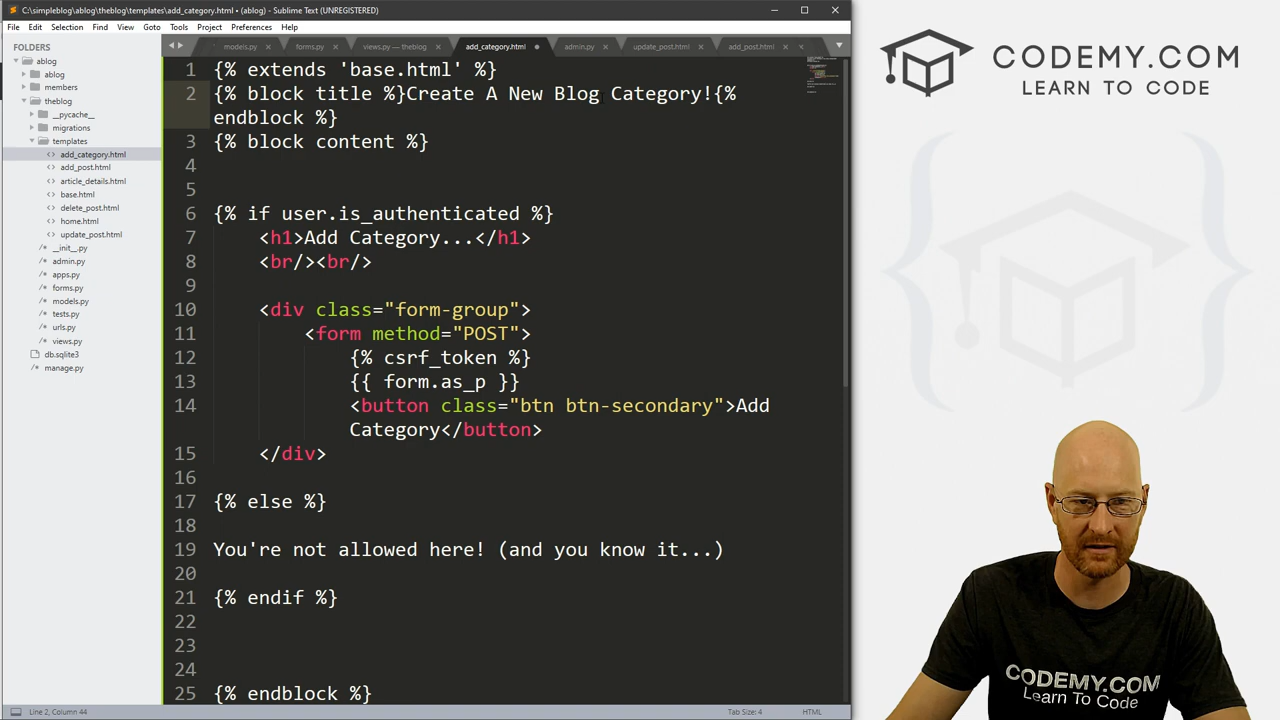 C:\simpleblog\ablog\theblog\templates\add_category.html • (ablog) - Sublime Text (UNREGISTERED)
File Edit Selection Find View Goto Tools Project Preferences Help
FOLDERS
ablog
ablog
members
theblog
__pycache__
migrations
templates
add_category.html
add_post.html
article_details.html
base.html
delete_post.html
home.html
update_post.html
__init__.py
admin.py
apps.py
forms.py
models.py
tests.py
urls.py
views.py
db.sqlite3
manage.py
models.py forms.py views.py — theblog add_category.html admin.py update_post.html add_post.html
1 {% extends 'base.html' %}
2 {% block title %}Create A New Blog Category!{%
endblock %}
3 {% block content %}
4
5
6 {% if user.is_authenticated %}
7 <h1>Add Category...</h1>
8 <br/><br/>
9
10 <div class="form-group">
11 <form method="POST">
12 {% csrf_token %}
13 {{ form.as_p }}
14 <button class="btn btn-secondary">Add
Category</button>
15 </div>
16
17 {% else %}
18
19 You're not allowed here! (and you know it...)
20
21 {% endif %}
22
23
24
25 {% endblock %}
Line 2, Column 44
Tab Size: 4
HTML
CODEMY.COM
LEARN TO CODE
CODEMY.COM
Learn To Code